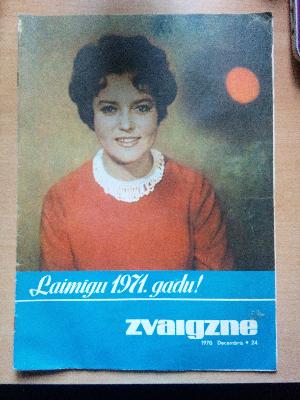 Laimīgu 1971. gadu!
zvaigzne
1970 Decembris • 24